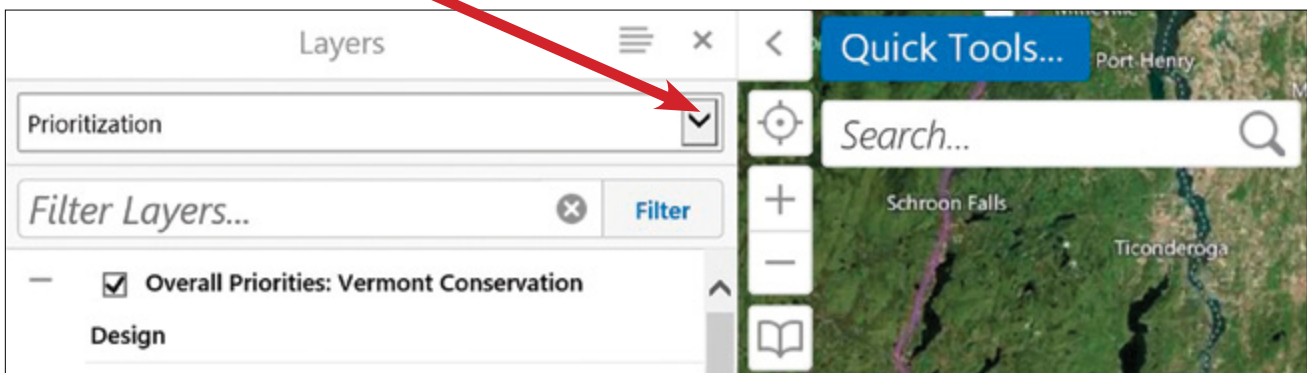 Layers
Prioritization
Filter Layers...
Filter
Overall Priorities: Vermont Conservation
Design
Quick Tools...
Port Henry
Search...
Schroon Falls
Ticonderoga